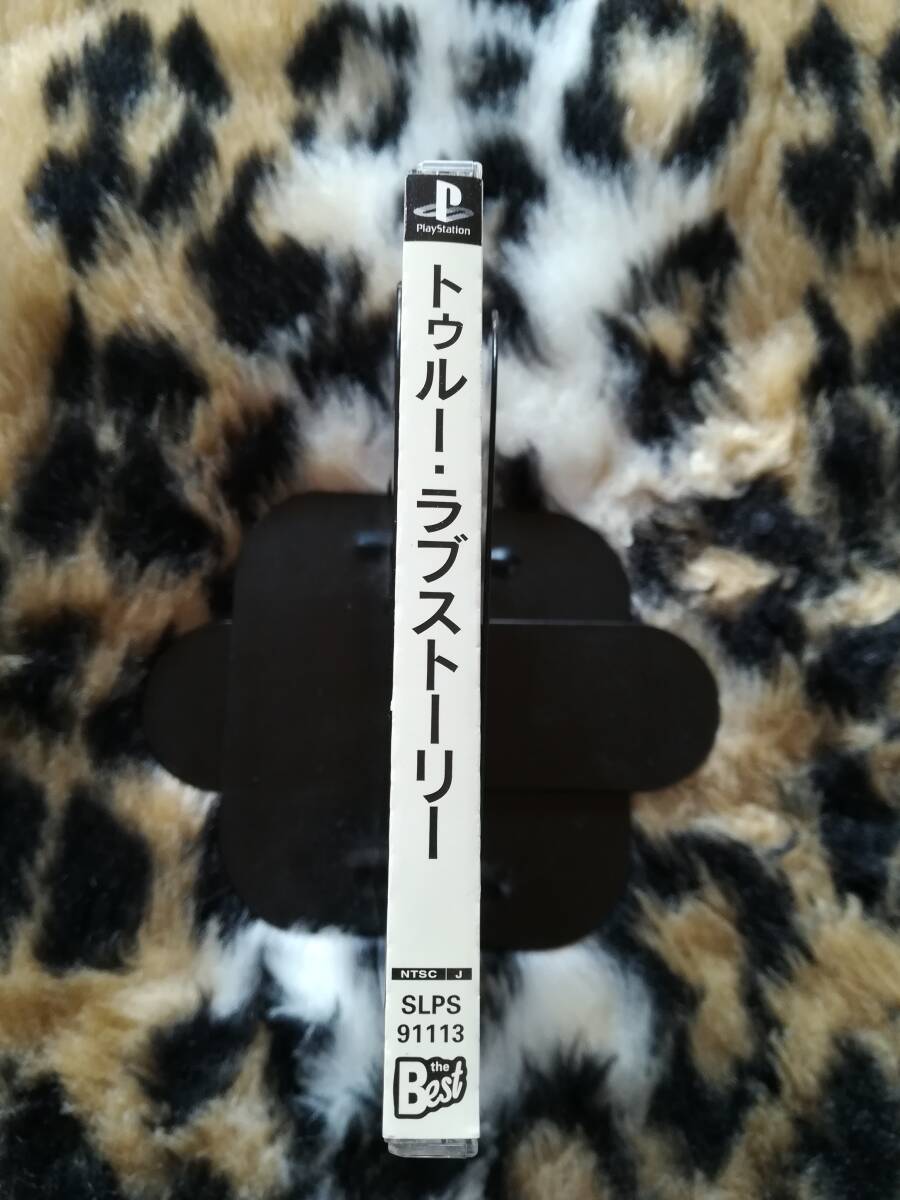 PlayStation
トゥルー・ラブストーリー
NTSC J
SLPS
91113
the
Best